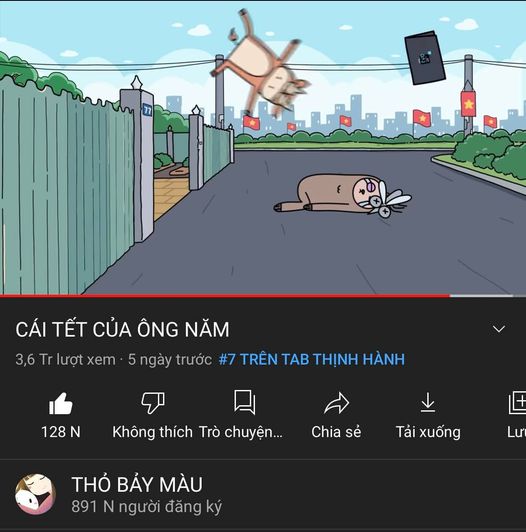 77
CÁI TẾT CỦA ÔNG NĂM
3,6 Tr lượt xem · 5 ngày trước #7 TRÊN TAB THỊNH HÀNH
128 N Không thích Trò chuyện... Chia sẻ Tải xuống Lưu
THỎ BẢY MÀU
891 N người đăng ký